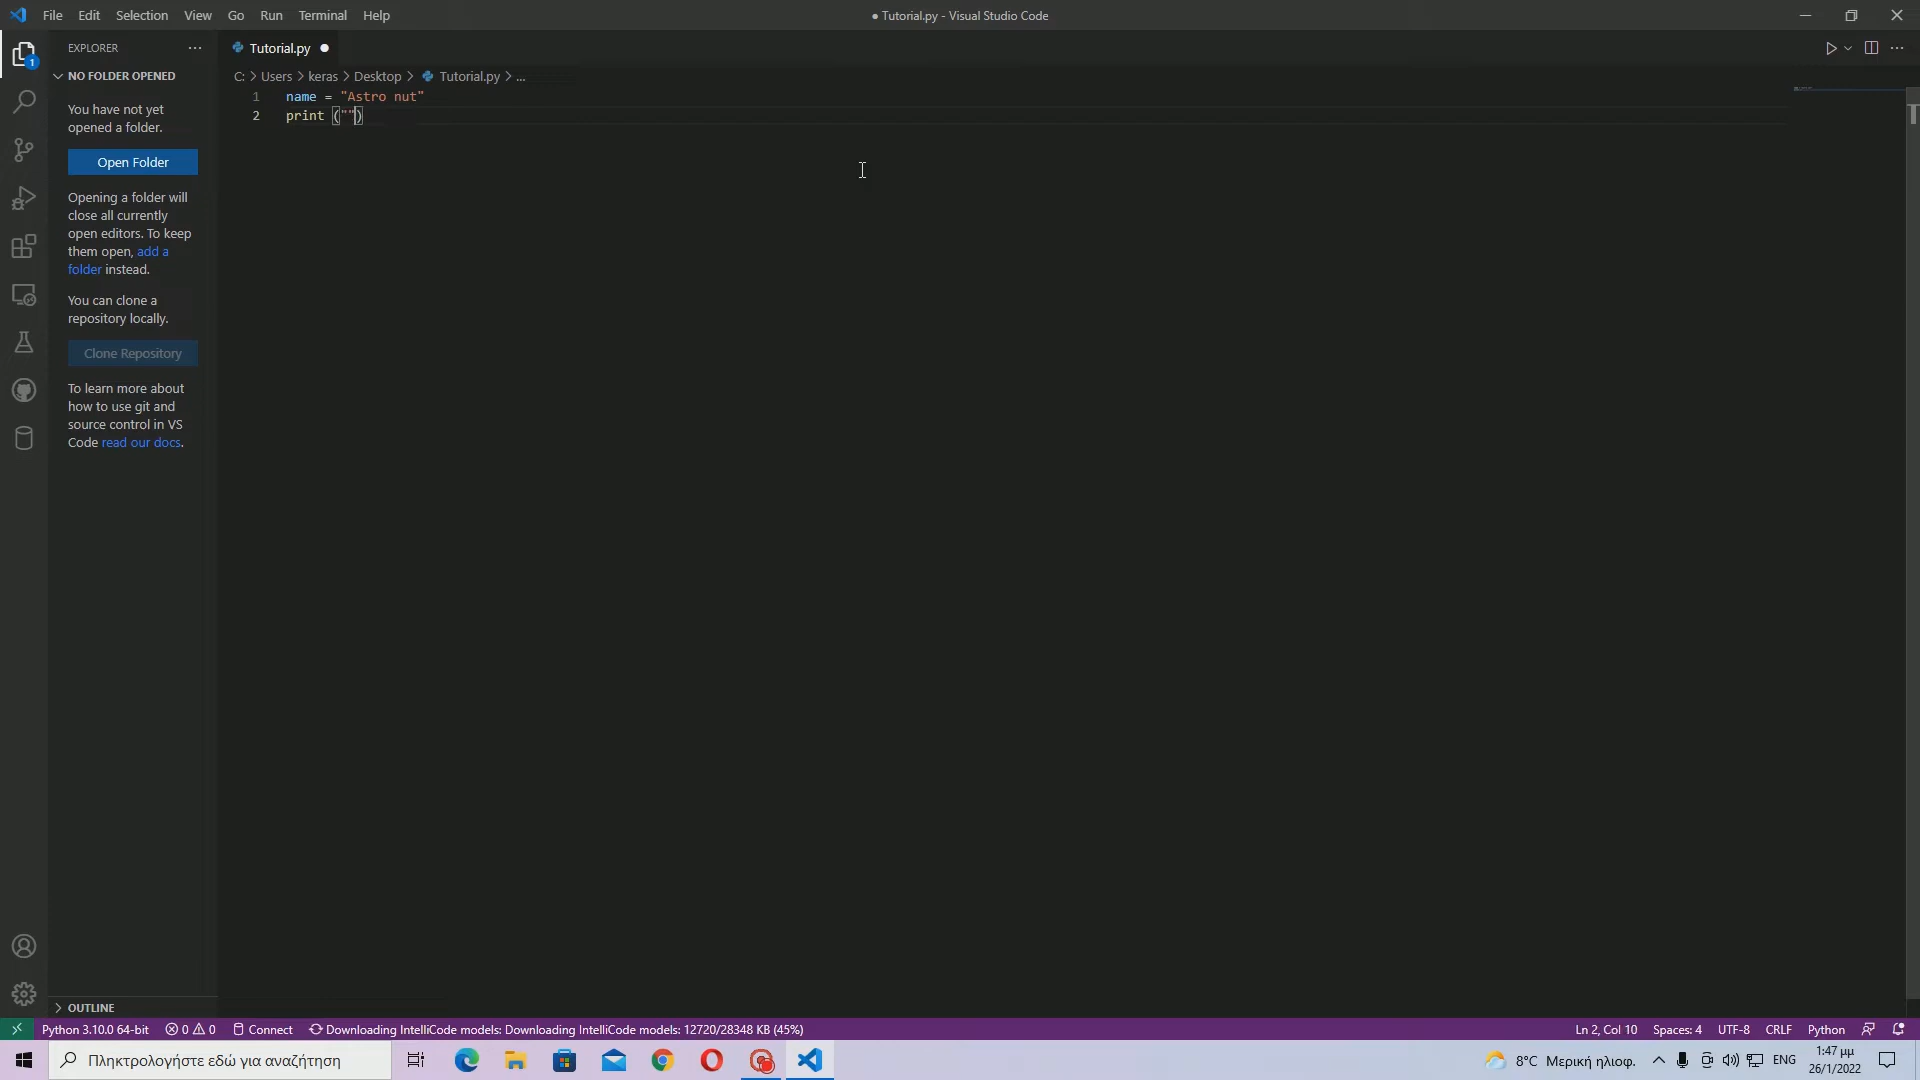 File Edit Selection View Go Run Terminal Help
● Tutorial.py - Visual Studio Code
EXPLORER
Tutorial.py
NO FOLDER OPENED
C: > Users > keras > Desktop > Tutorial.py > ...
1 name = "Astro nut"
2 print ("")
You have not yet
opened a folder.
Open Folder
Opening a folder will
close all currently
open editors. To keep
them open, add a
folder instead.
You can clone a
repository locally.
Clone Repository
To learn more about
how to use git and
source control in VS
Code read our docs.
1
OUTLINE
Python 3.10.0 64-bit 0 0 Connect Downloading IntelliCode models: Downloading IntelliCode models: 12720/28348 KB (45%)
Ln 2, Col 10 Spaces: 4 UTF-8 CRLF Python
Πληκτρολογήστε εδώ για αναζήτηση
8°C Μερική ηλιοφ. ENG
1:47 μμ
26/1/2022